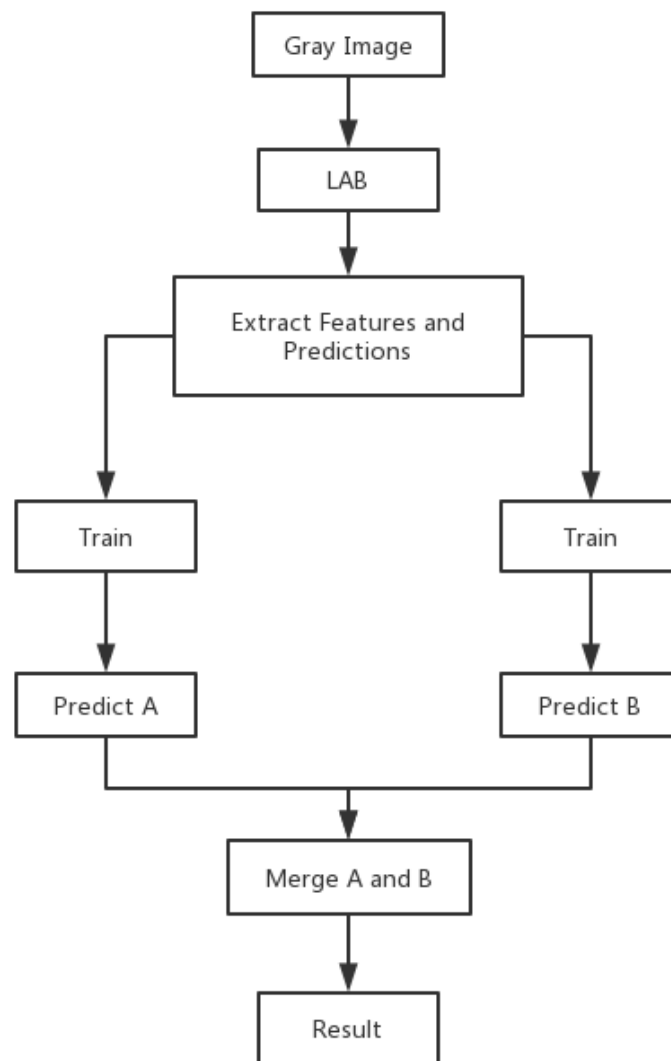 Gray Image
LAB
Extract Features and
Predictions
Train
Train
Predict A
Predict B
Merge A and B
Result